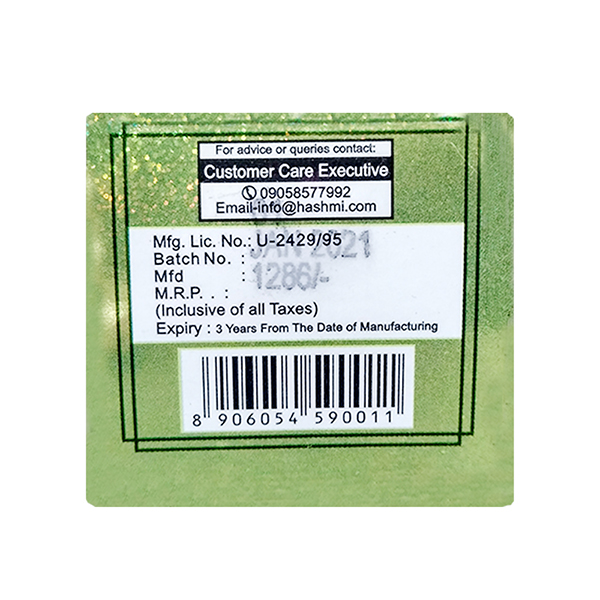 For advice or queries contact:
Customer Care Executive
09058577992
Email-info@hashmi.com
Mfg. Lic. No.: U-2429/95
Batch No. : JAN 2021
Mfd : 1286/-
M.R.P. . :
(Inclusive of all Taxes)
Expiry : 3 Years From The Date of Manufacturing
8 906054 590011